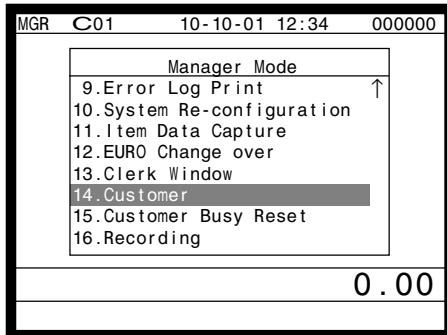 MGR C01 10-10-01 12:34 000000
Manager Mode
9.Error Log Print ↑
10.System Re-configuration
11.Item Data Capture
12.EURO Change over
13.Clerk Window
14.Customer
15.Customer Busy Reset
16.Recording
0.00